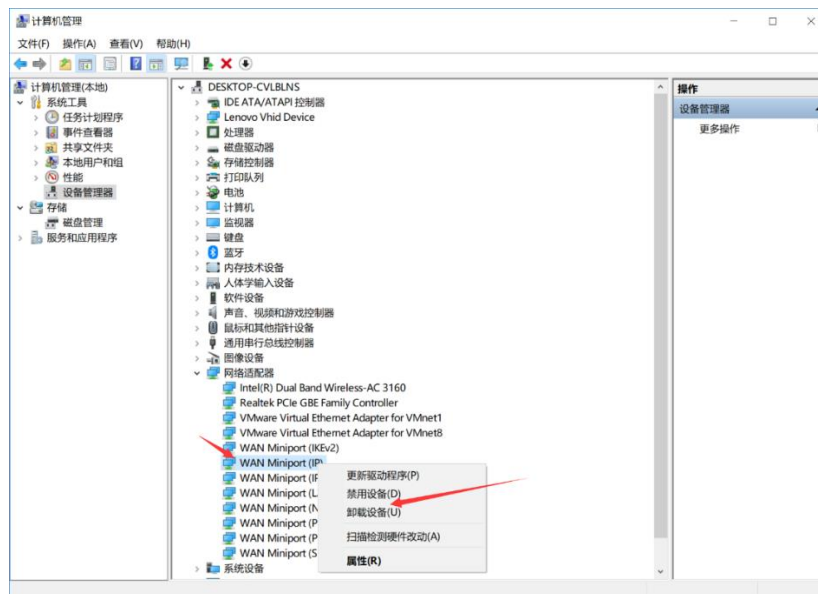 计算机管理
文件(F) 操作(A) 查看(V) 帮助(H)
计算机管理(本地)
系统工具
任务计划程序
事件查看器
共享文件夹
本地用户和组
性能
设备管理器
存储
磁盘管理
服务和应用程序
DESKTOP-CVLBLNS
IDE ATA/ATAPI 控制器
Lenovo Vhid Device
处理器
磁盘驱动器
存储控制器
打印队列
电池
计算机
监视器
键盘
蓝牙
内存技术设备
人体学输入设备
软件设备
声音、视频和游戏控制器
鼠标和其他指针设备
通用串行总线控制器
图像设备
网络适配器
Intel(R) Dual Band Wireless-AC 3160
Realtek PCIe GBE Family Controller
VMware Virtual Ethernet Adapter for VMnet1
VMware Virtual Ethernet Adapter for VMnet8
WAN Miniport (IKEv2)
WAN Miniport (IP)
WAN Miniport (IP
WAN Miniport (L
WAN Miniport (N
WAN Miniport (P
WAN Miniport (P
WAN Miniport (S
系统设备
更新驱动程序(P)
禁用设备(D)
卸载设备(U)
扫描检测硬件改动(A)
属性(R)
操作
设备管理器
更多操作